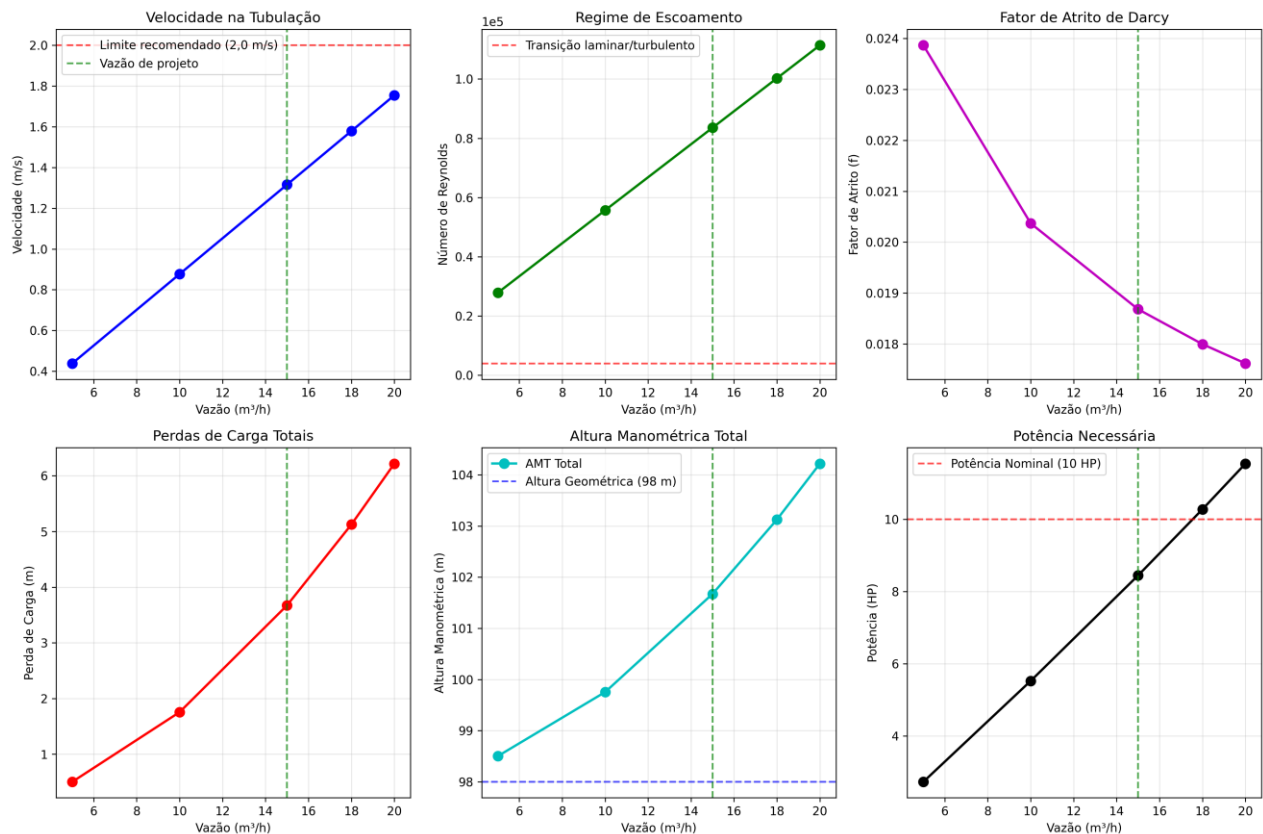 Velocidade na Tubulação
Limite recomendado (2,0 m/s)
Vazão de projeto
Velocidade (m/s)
2.0
1.8
1.6
1.4
1.2
1.0
0.8
0.6
0.4
6 8 10 12 14 16 18 20
Vazão (m³/h)
Regime de Escoamento
1e5
Transição laminar/turbulento
Número de Reynolds
1.0
0.8
0.6
0.4
0.2
0.0
6 8 10 12 14 16 18 20
Vazão (m³/h)
Fator de Atrito de Darcy
Fator de Atrito (f)
0.024
0.023
0.022
0.021
0.020
0.019
0.018
6 8 10 12 14 16 18 20
Vazão (m³/h)
Perdas de Carga Totais
Perda de Carga (m)
6
5
4
3
2
1
6 8 10 12 14 16 18 20
Vazão (m³/h)
Altura Manométrica Total
AMT Total
Altura Geométrica (98 m)
Altura Manométrica (m)
104
103
102
101
100
99
98
6 8 10 12 14 16 18 20
Vazão (m³/h)
Potência Necessária
Potência Nominal (10 HP)
Potência (HP)
10
8
6
4
6 8 10 12 14 16 18 20
Vazão (m³/h)